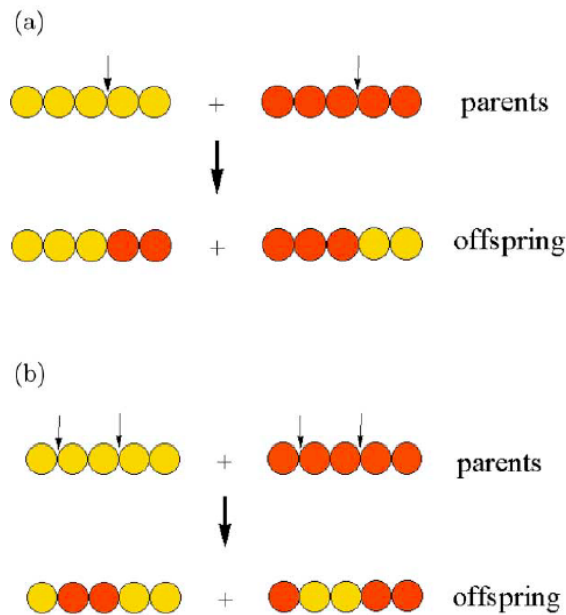 (a)
+ parents
+ offspring
(b)
+ parents
+ offspring